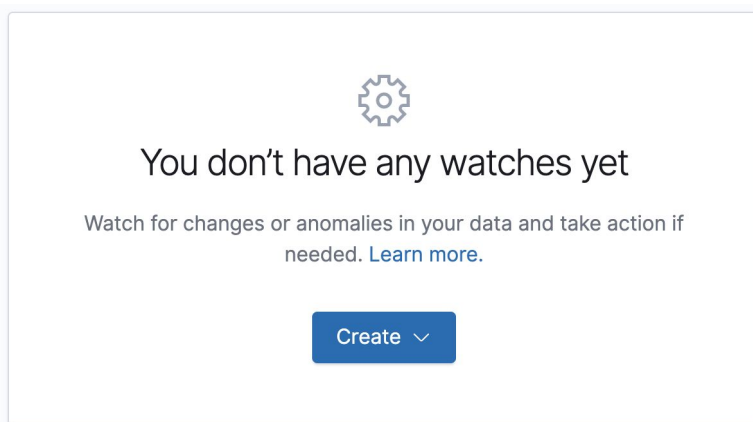 You don’t have any watches yet
Watch for changes or anomalies in your data and take action if
needed. Learn more.
Create